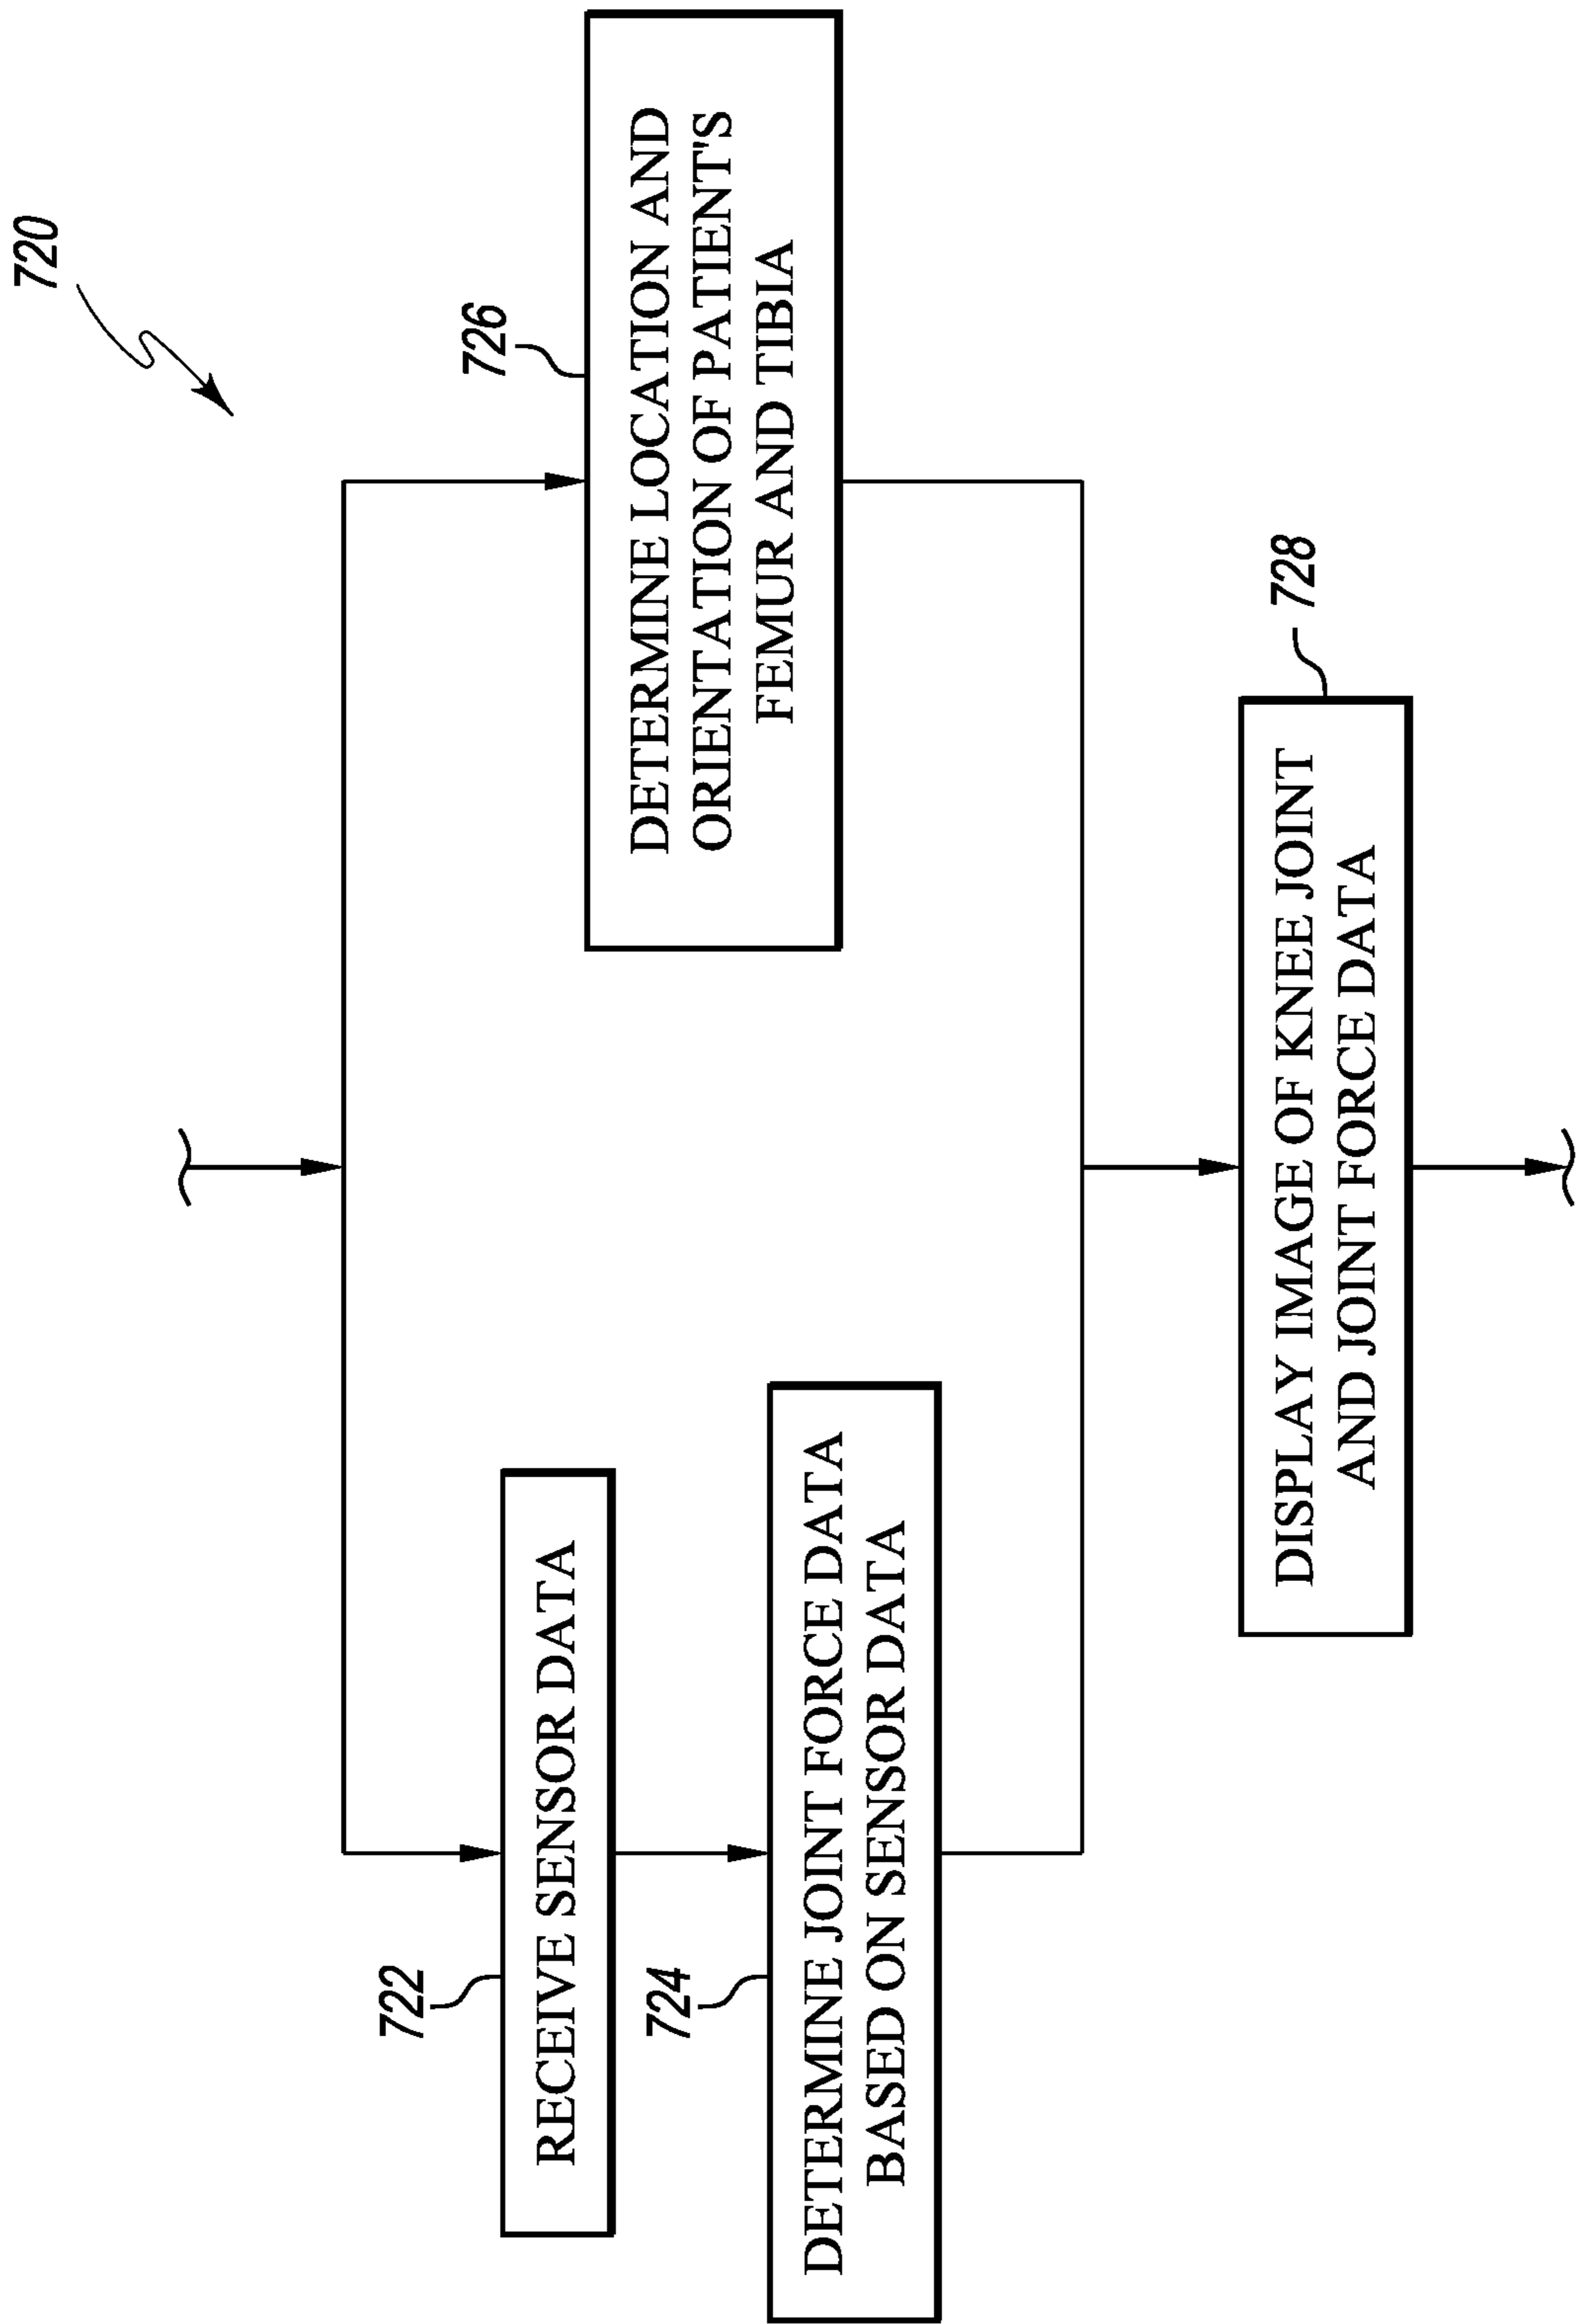 720
722
RECEIVE SENSOR DATA
724
DETERMINE JOINT FORCE DATA
BASED ON SENSOR DATA
726
DETERMINE LOCATION AND
ORIENTATION OF PATIENT'S
FEMUR AND TIBIA
728
DISPLAY IMAGE OF KNEE JOINT
AND JOINT FORCE DATA